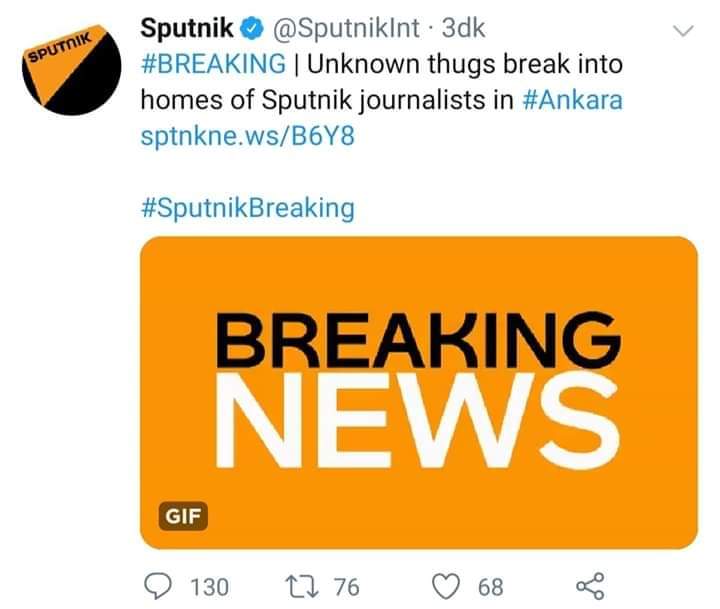 SPUTNIK
Sputnik @SputnikInt · 3dk
#BREAKING | Unknown thugs break into
homes of Sputnik journalists in #Ankara
sptnkne.ws/B6Y8
#SputnikBreaking
BREAKING
NEWS
GIF
130 76 68